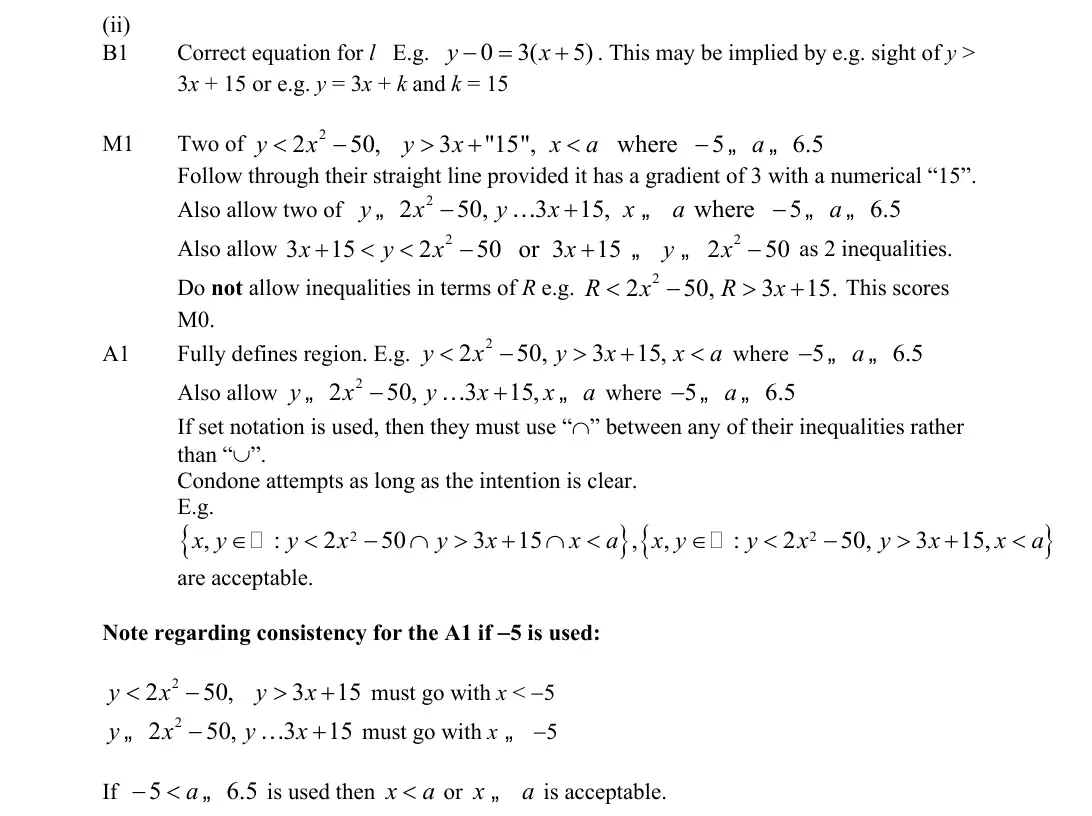 (ii)
B1 Correct equation for l E.g. y − 0 = 3(x + 5). This may be implied by e.g. sight of y >
3x + 15 or e.g. y = 3x + k and k = 15
M1 Two of y < 2x² − 50, y > 3x + "15", x < a where −5 „ a „ 6.5
Follow through their straight line provided it has a gradient of 3 with a numerical “15”.
Also allow two of y „ 2x² − 50, y …3x + 15, x „ a where −5 „ a „ 6.5
Also allow 3x + 15 < y < 2x² − 50 or 3x + 15 „ y „ 2x² − 50 as 2 inequalities.
Do not allow inequalities in terms of R e.g. R < 2x² − 50, R > 3x + 15. This scores
M0.
A1 Fully defines region. E.g. y < 2x² − 50, y > 3x + 15, x < a where −5 „ a „ 6.5
Also allow y „ 2x² − 50, y …3x + 15, x „ a where −5 „ a „ 6.5
If set notation is used, then they must use “∩” between any of their inequalities rather
than “∪”.
Condone attempts as long as the intention is clear.
E.g.
{x, y ∈ □ : y < 2x² − 50 ∩ y > 3x + 15 ∩ x < a}, {x, y ∈ □ : y < 2x² − 50, y > 3x + 15, x < a}
are acceptable.
Note regarding consistency for the A1 if −5 is used:
y < 2x² − 50, y > 3x + 15 must go with x < −5
y „ 2x² − 50, y …3x + 15 must go with x „ −5
If −5 < a „ 6.5 is used then x < a or x „ a is acceptable.